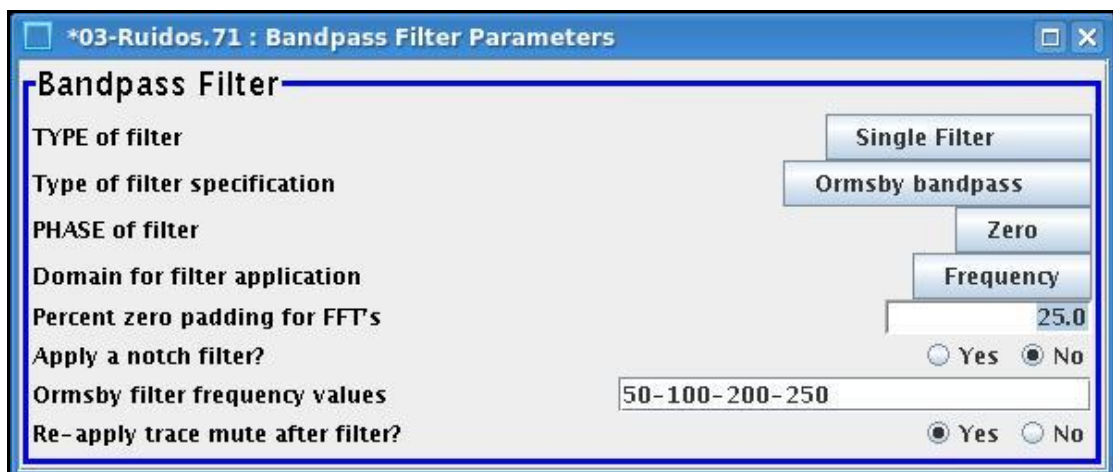 *03-Ruidos.71 : Bandpass Filter Parameters
Bandpass Filter
TYPE of filter Single Filter
Type of filter specification Ormsby bandpass
PHASE of filter Zero
Domain for filter application Frequency
Percent zero padding for FFT's 25.0
Apply a notch filter? Yes No
Ormsby filter frequency values 50-100-200-250
Re-apply trace mute after filter? Yes No